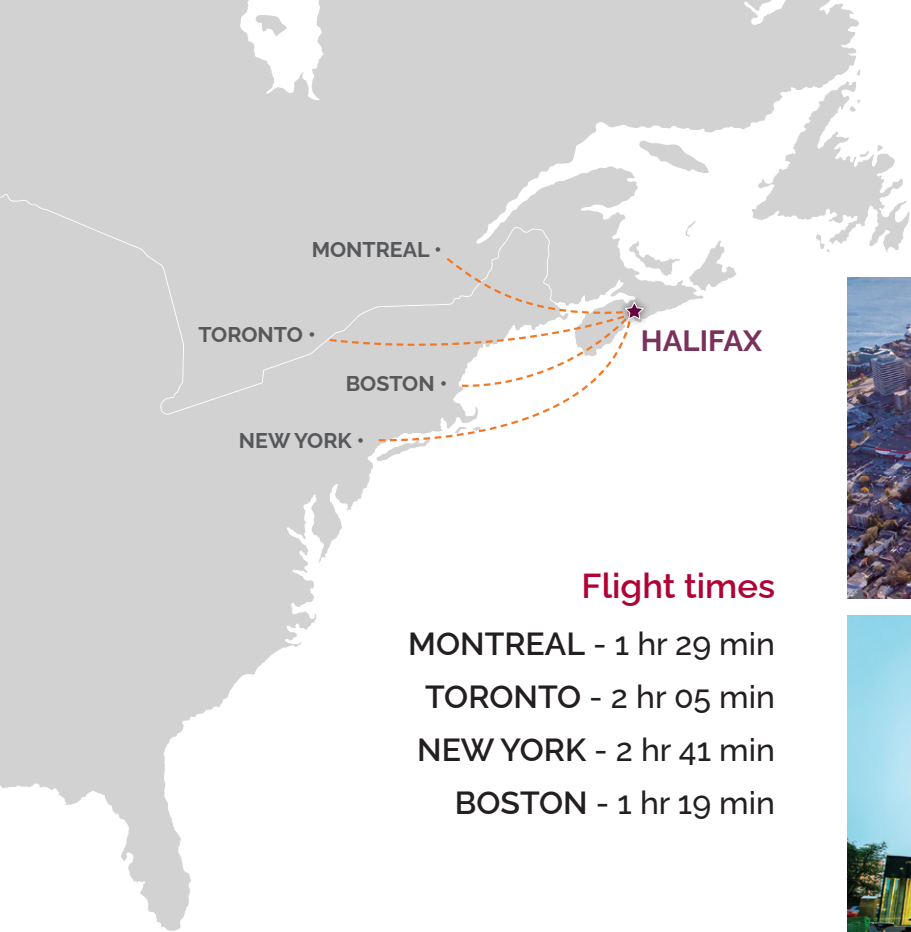 MONTREAL •
TORONTO •
HALIFAX
BOSTON •
NEW YORK •
Flight times
MONTREAL - 1 hr 29 min
TORONTO - 2 hr 05 min
NEW YORK - 2 hr 41 min
BOSTON - 1 hr 19 min